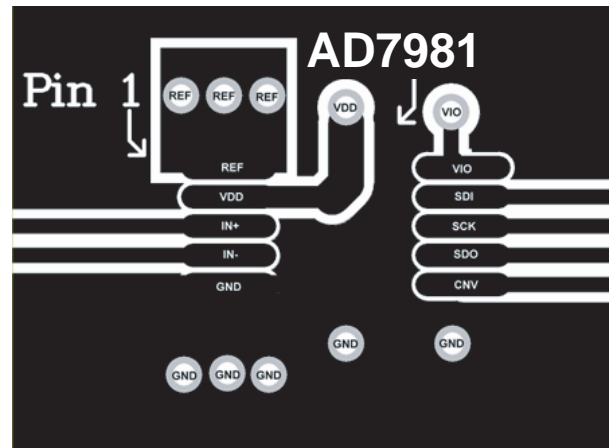 AD7981
Pin 1
REF REF REF
VDD
VIO
REF
VDD
IN+
IN-
GND
VIO
SDI
SCK
SDO
CNV
GND
GND
GND GND GND